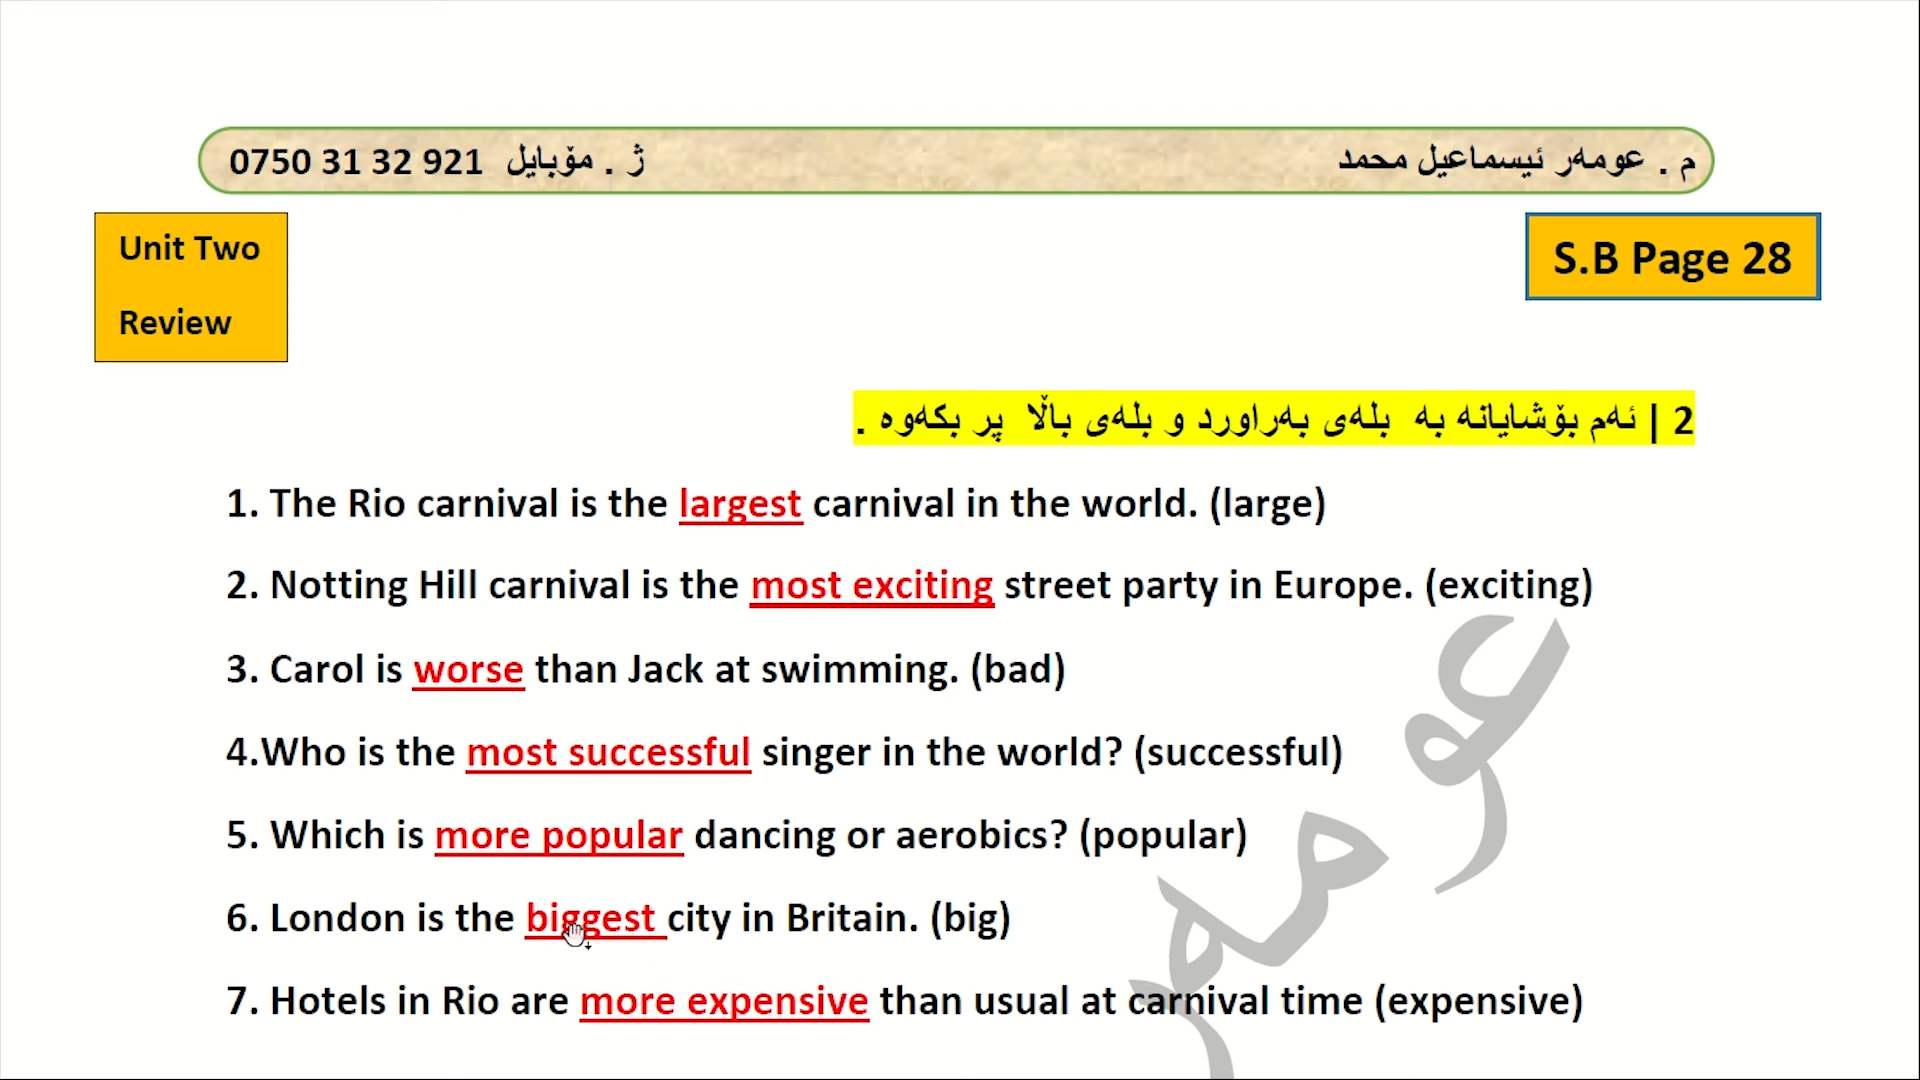 م . عومەر ئیسماعیل محمد
ژ . مۆبایل 0750 31 32 921
Unit Two
Review
S.B Page 28
2 | ئەم بۆشایانە بە بلەی بەراورد و بلەی باڵا پر بکەوە .
1. The Rio carnival is the largest carnival in the world. (large)
2. Notting Hill carnival is the most exciting street party in Europe. (exciting)
3. Carol is worse than Jack at swimming. (bad)
4.Who is the most successful singer in the world? (successful)
5. Which is more popular dancing or aerobics? (popular)
6. London is the biggest city in Britain. (big)
7. Hotels in Rio are more expensive than usual at carnival time (expensive)
عومەر